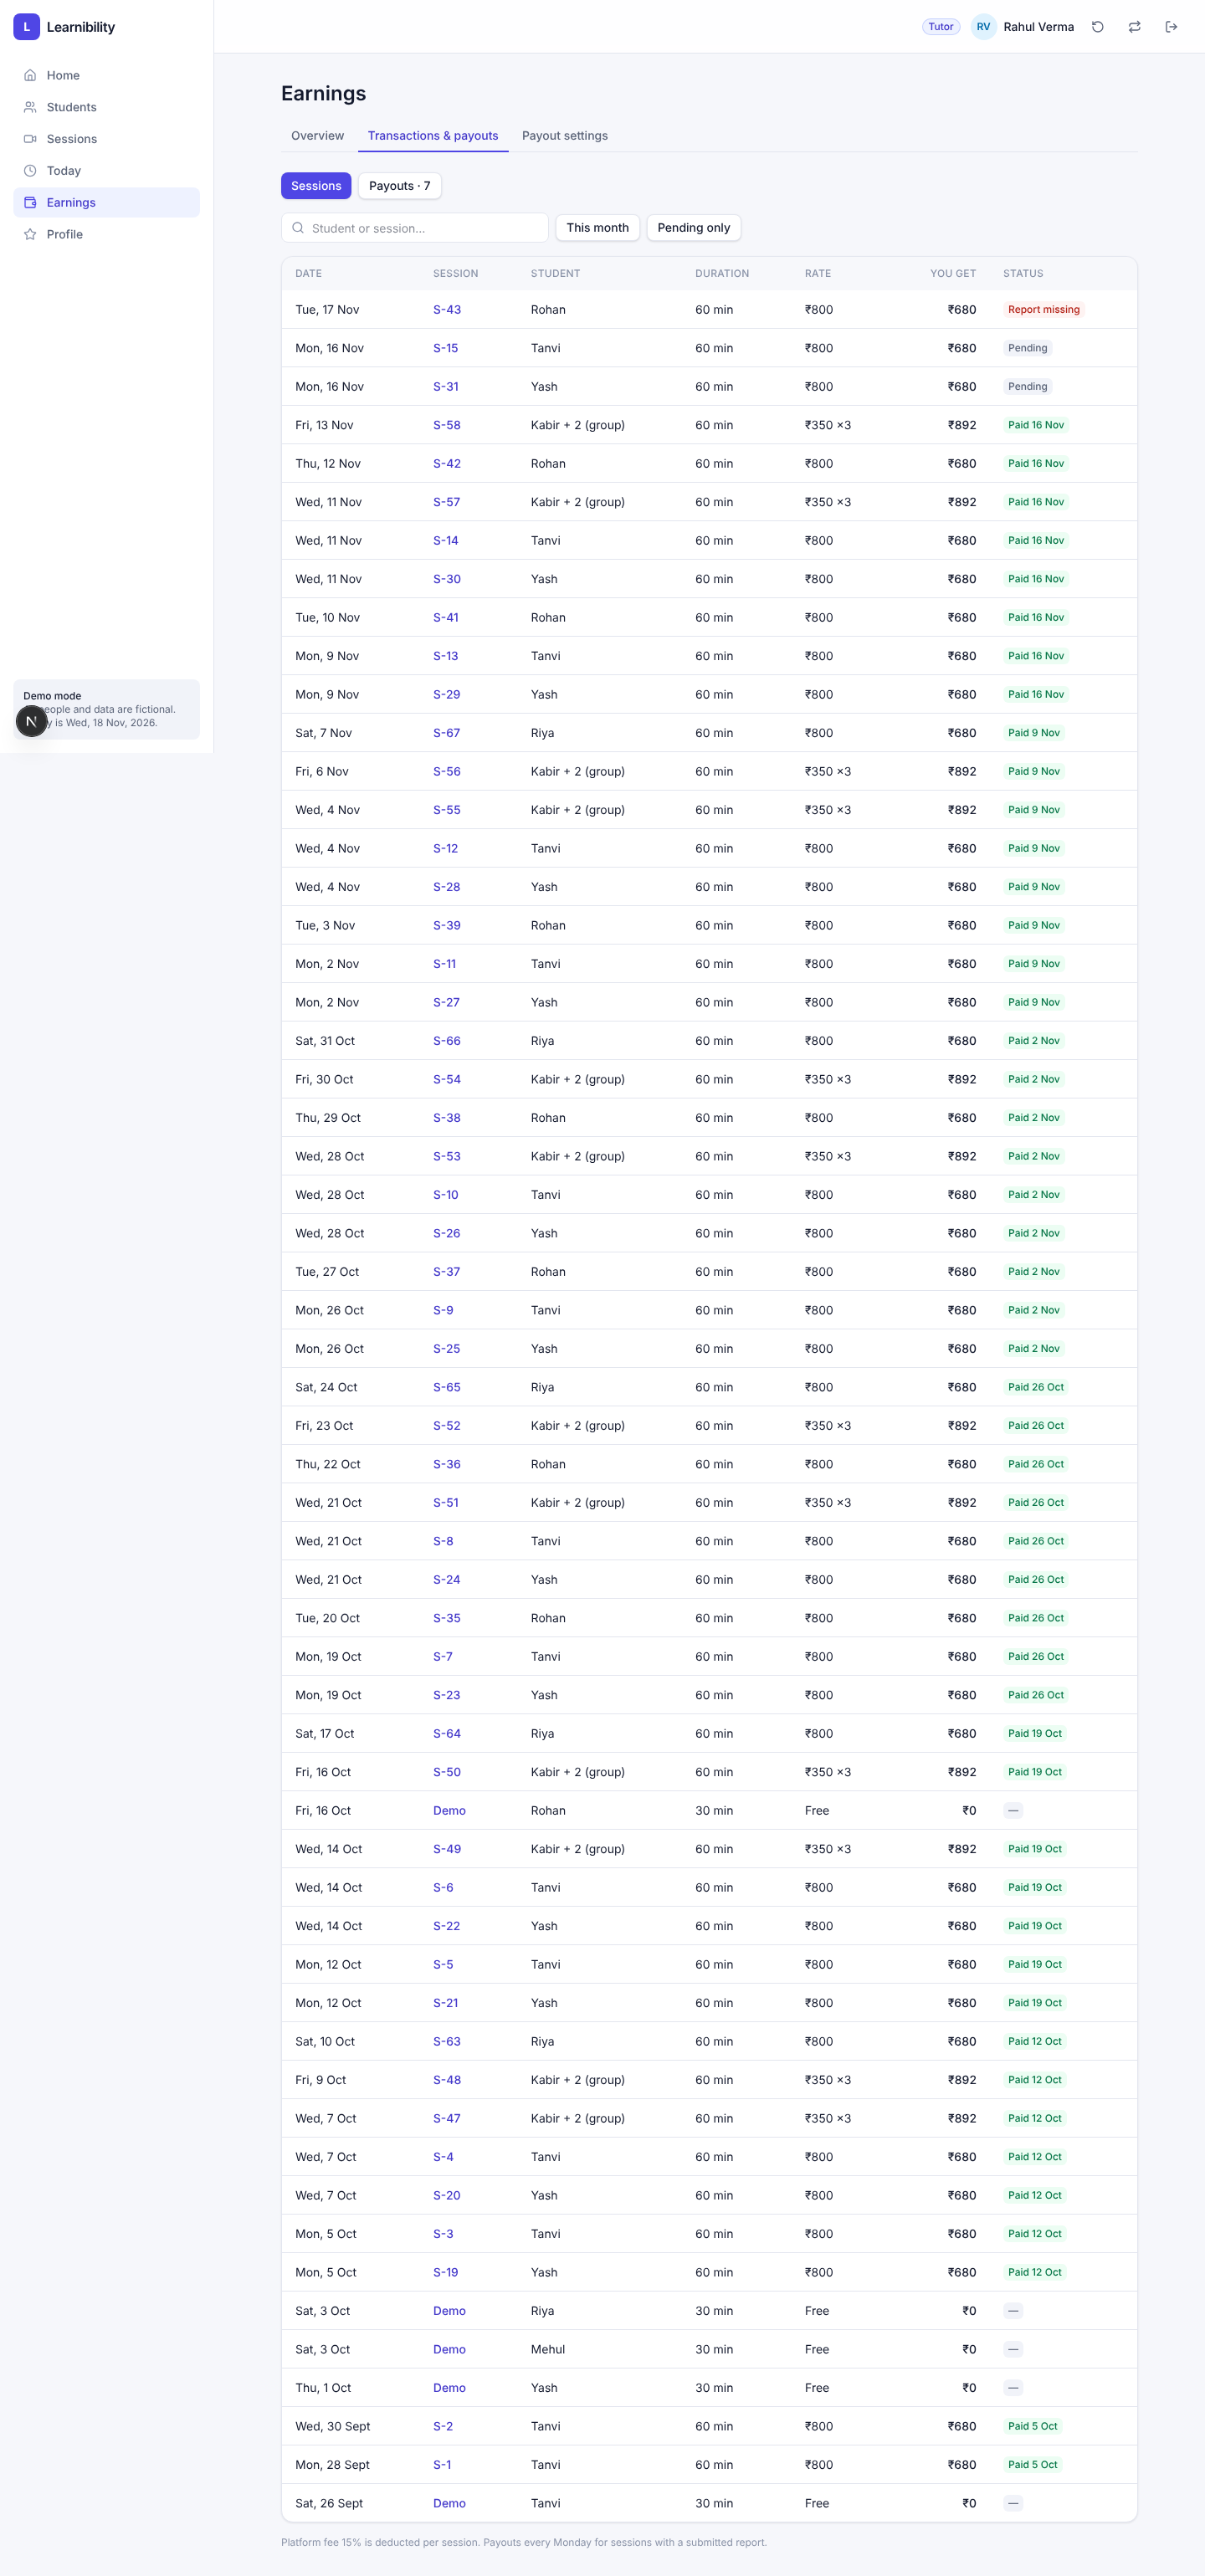 L Learnibility
Home
Students
Sessions
Today
Earnings
Profile
Demo mode
eople and data are fictional.
y is Wed, 18 Nov, 2026.
N
Tutor RV Rahul Verma
Earnings
Overview Transactions & payouts Payout settings
Sessions Payouts · 7
Student or session... This month Pending only
DATE SESSION STUDENT DURATION RATE YOU GET STATUS
Tue, 17 Nov S-43 Rohan 60 min ₹800 ₹680 Report missing
Mon, 16 Nov S-15 Tanvi 60 min ₹800 ₹680 Pending
Mon, 16 Nov S-31 Yash 60 min ₹800 ₹680 Pending
Fri, 13 Nov S-58 Kabir + 2 (group) 60 min ₹350 ×3 ₹892 Paid 16 Nov
Thu, 12 Nov S-42 Rohan 60 min ₹800 ₹680 Paid 16 Nov
Wed, 11 Nov S-57 Kabir + 2 (group) 60 min ₹350 ×3 ₹892 Paid 16 Nov
Wed, 11 Nov S-14 Tanvi 60 min ₹800 ₹680 Paid 16 Nov
Wed, 11 Nov S-30 Yash 60 min ₹800 ₹680 Paid 16 Nov
Tue, 10 Nov S-41 Rohan 60 min ₹800 ₹680 Paid 16 Nov
Mon, 9 Nov S-13 Tanvi 60 min ₹800 ₹680 Paid 16 Nov
Mon, 9 Nov S-29 Yash 60 min ₹800 ₹680 Paid 16 Nov
Sat, 7 Nov S-67 Riya 60 min ₹800 ₹680 Paid 9 Nov
Fri, 6 Nov S-56 Kabir + 2 (group) 60 min ₹350 ×3 ₹892 Paid 9 Nov
Wed, 4 Nov S-55 Kabir + 2 (group) 60 min ₹350 ×3 ₹892 Paid 9 Nov
Wed, 4 Nov S-12 Tanvi 60 min ₹800 ₹680 Paid 9 Nov
Wed, 4 Nov S-28 Yash 60 min ₹800 ₹680 Paid 9 Nov
Tue, 3 Nov S-39 Rohan 60 min ₹800 ₹680 Paid 9 Nov
Mon, 2 Nov S-11 Tanvi 60 min ₹800 ₹680 Paid 9 Nov
Mon, 2 Nov S-27 Yash 60 min ₹800 ₹680 Paid 9 Nov
Sat, 31 Oct S-66 Riya 60 min ₹800 ₹680 Paid 2 Nov
Fri, 30 Oct S-54 Kabir + 2 (group) 60 min ₹350 ×3 ₹892 Paid 2 Nov
Thu, 29 Oct S-38 Rohan 60 min ₹800 ₹680 Paid 2 Nov
Wed, 28 Oct S-53 Kabir + 2 (group) 60 min ₹350 ×3 ₹892 Paid 2 Nov
Wed, 28 Oct S-10 Tanvi 60 min ₹800 ₹680 Paid 2 Nov
Wed, 28 Oct S-26 Yash 60 min ₹800 ₹680 Paid 2 Nov
Tue, 27 Oct S-37 Rohan 60 min ₹800 ₹680 Paid 2 Nov
Mon, 26 Oct S-9 Tanvi 60 min ₹800 ₹680 Paid 2 Nov
Mon, 26 Oct S-25 Yash 60 min ₹800 ₹680 Paid 2 Nov
Sat, 24 Oct S-65 Riya 60 min ₹800 ₹680 Paid 26 Oct
Fri, 23 Oct S-52 Kabir + 2 (group) 60 min ₹350 ×3 ₹892 Paid 26 Oct
Thu, 22 Oct S-36 Rohan 60 min ₹800 ₹680 Paid 26 Oct
Wed, 21 Oct S-51 Kabir + 2 (group) 60 min ₹350 ×3 ₹892 Paid 26 Oct
Wed, 21 Oct S-8 Tanvi 60 min ₹800 ₹680 Paid 26 Oct
Wed, 21 Oct S-24 Yash 60 min ₹800 ₹680 Paid 26 Oct
Tue, 20 Oct S-35 Rohan 60 min ₹800 ₹680 Paid 26 Oct
Mon, 19 Oct S-7 Tanvi 60 min ₹800 ₹680 Paid 26 Oct
Mon, 19 Oct S-23 Yash 60 min ₹800 ₹680 Paid 26 Oct
Sat, 17 Oct S-64 Riya 60 min ₹800 ₹680 Paid 19 Oct
Fri, 16 Oct S-50 Kabir + 2 (group) 60 min ₹350 ×3 ₹892 Paid 19 Oct
Fri, 16 Oct Demo Rohan 30 min Free ₹0 —
Wed, 14 Oct S-49 Kabir + 2 (group) 60 min ₹350 ×3 ₹892 Paid 19 Oct
Wed, 14 Oct S-6 Tanvi 60 min ₹800 ₹680 Paid 19 Oct
Wed, 14 Oct S-22 Yash 60 min ₹800 ₹680 Paid 19 Oct
Mon, 12 Oct S-5 Tanvi 60 min ₹800 ₹680 Paid 19 Oct
Mon, 12 Oct S-21 Yash 60 min ₹800 ₹680 Paid 19 Oct
Sat, 10 Oct S-63 Riya 60 min ₹800 ₹680 Paid 12 Oct
Fri, 9 Oct S-48 Kabir + 2 (group) 60 min ₹350 ×3 ₹892 Paid 12 Oct
Wed, 7 Oct S-47 Kabir + 2 (group) 60 min ₹350 ×3 ₹892 Paid 12 Oct
Wed, 7 Oct S-4 Tanvi 60 min ₹800 ₹680 Paid 12 Oct
Wed, 7 Oct S-20 Yash 60 min ₹800 ₹680 Paid 12 Oct
Mon, 5 Oct S-3 Tanvi 60 min ₹800 ₹680 Paid 12 Oct
Mon, 5 Oct S-19 Yash 60 min ₹800 ₹680 Paid 12 Oct
Sat, 3 Oct Demo Riya 30 min Free ₹0 —
Sat, 3 Oct Demo Mehul 30 min Free ₹0 —
Thu, 1 Oct Demo Yash 30 min Free ₹0 —
Wed, 30 Sept S-2 Tanvi 60 min ₹800 ₹680 Paid 5 Oct
Mon, 28 Sept S-1 Tanvi 60 min ₹800 ₹680 Paid 5 Oct
Sat, 26 Sept Demo Tanvi 30 min Free ₹0 —
Platform fee 15% is deducted per session. Payouts every Monday for sessions with a submitted report.